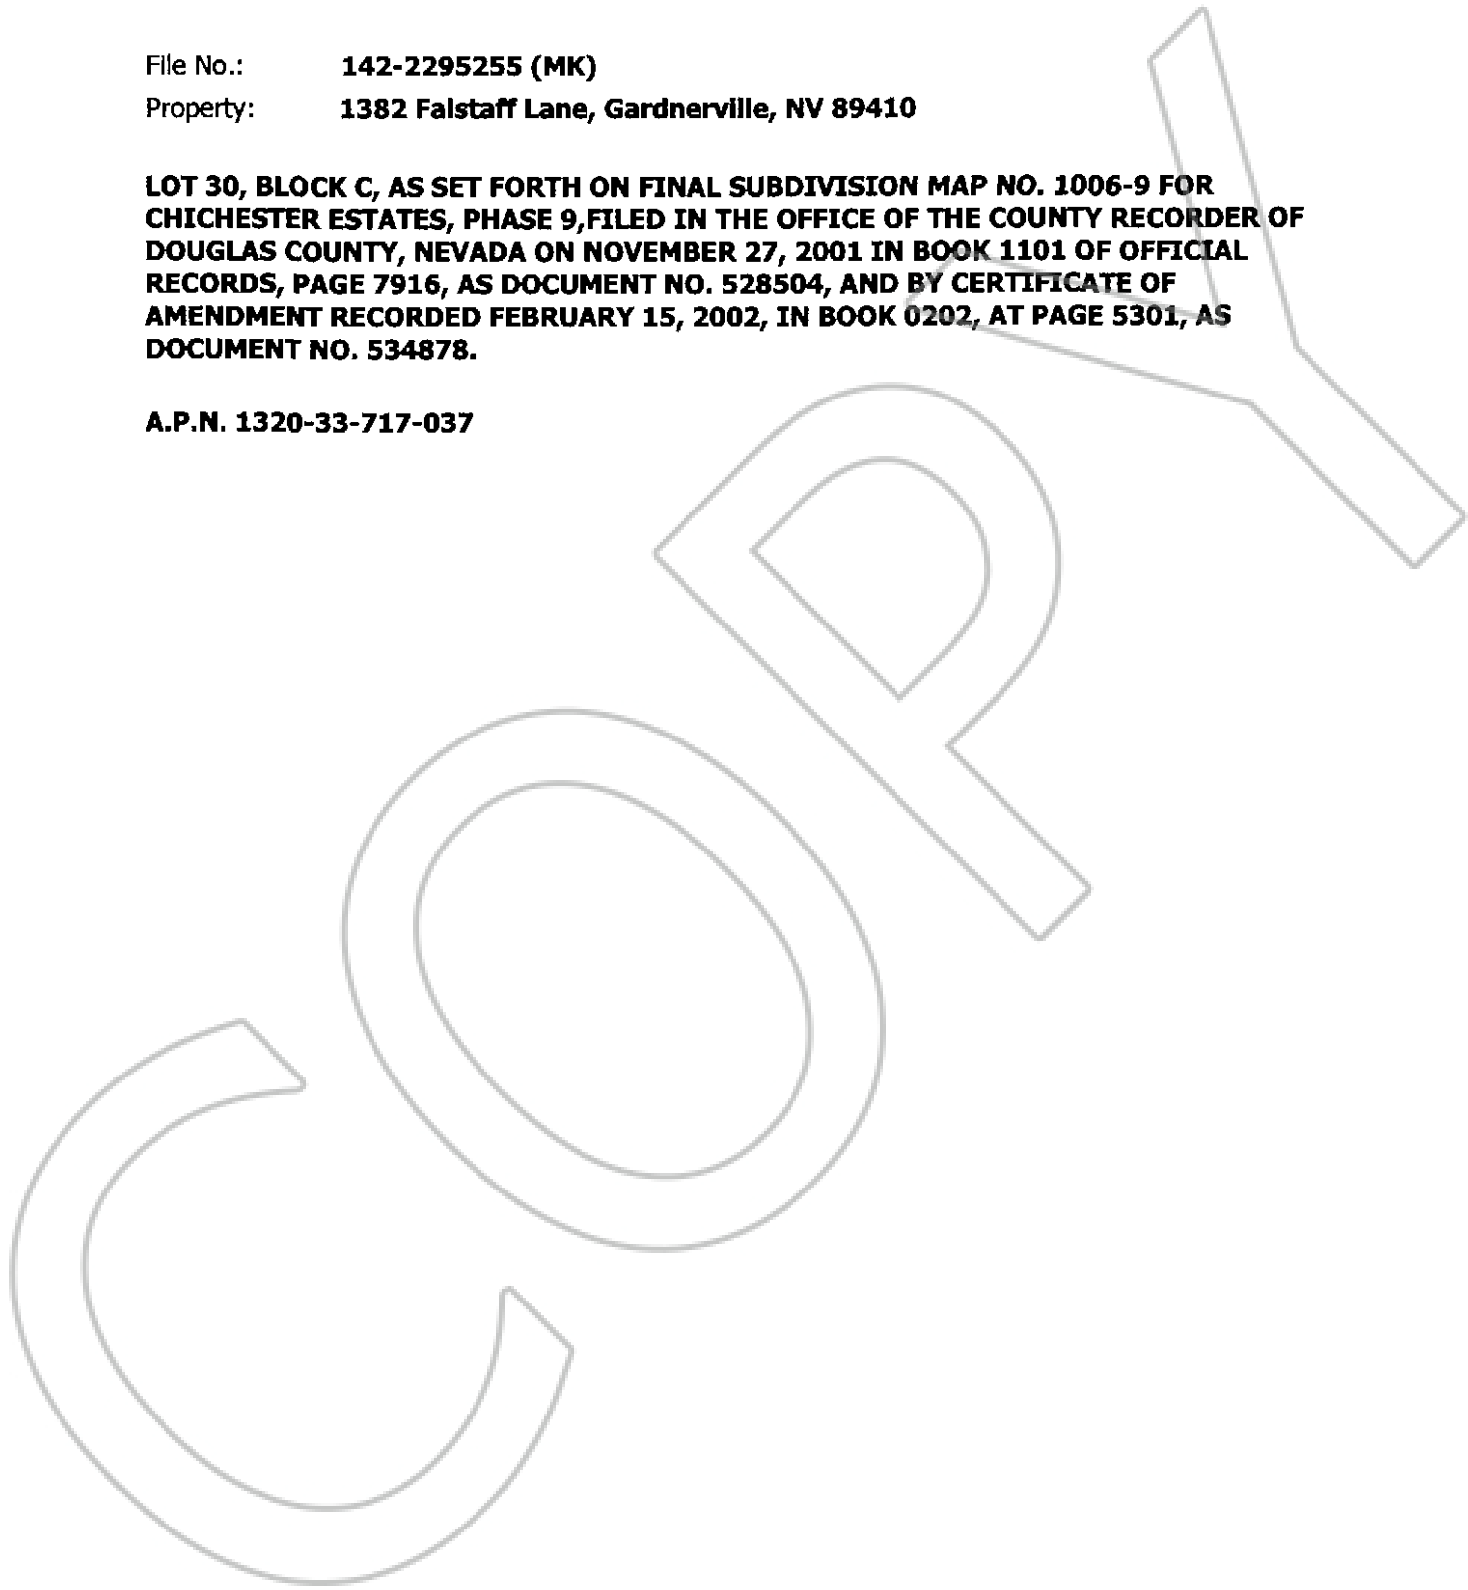 File No.: 142-2295255 (MK)
Property: 1382 Falstaff Lane, Gardnerville, NV 89410
LOT 30, BLOCK C, AS SET FORTH ON FINAL SUBDIVISION MAP NO. 1006-9 FOR
CHICHESTER ESTATES, PHASE 9,FILED IN THE OFFICE OF THE COUNTY RECORDER OF
DOUGLAS COUNTY, NEVADA ON NOVEMBER 27, 2001 IN BOOK 1101 OF OFFICIAL
RECORDS, PAGE 7916, AS DOCUMENT NO. 528504, AND BY CERTIFICATE OF
AMENDMENT RECORDED FEBRUARY 15, 2002, IN BOOK 0202, AT PAGE 5301, AS
DOCUMENT NO. 534878.
A.P.N. 1320-33-717-037
COPY